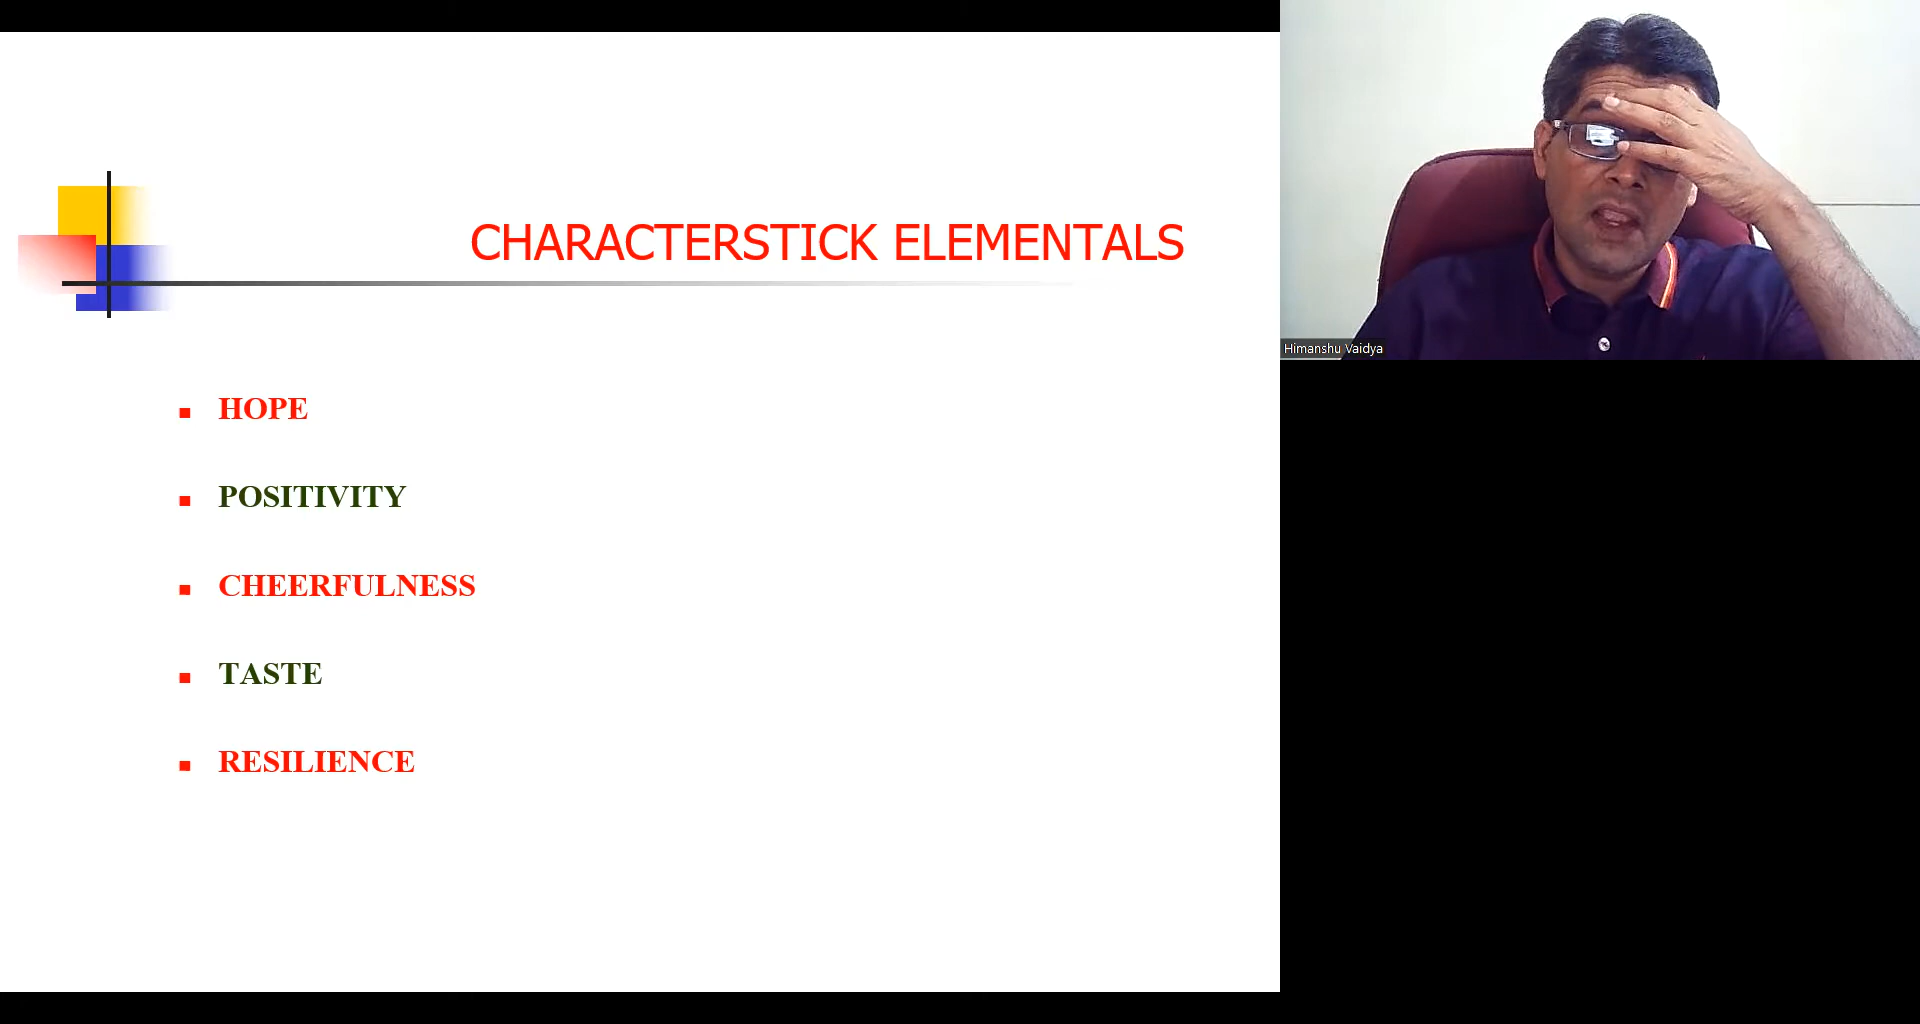 CHARACTERSTICK ELEMENTALS
HOPE
POSITIVITY
CHEERFULNESS
TASTE
RESILIENCE
Himanshu Vaidya